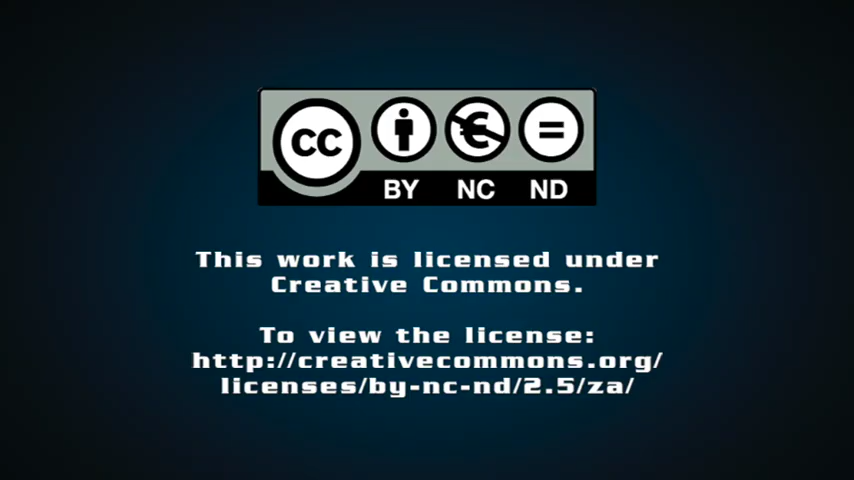 CC
BY NC ND
This work is licensed under
Creative Commons.
To view the license:
http://creativecommons.org/
licenses/by-nc-nd/2.5/za/